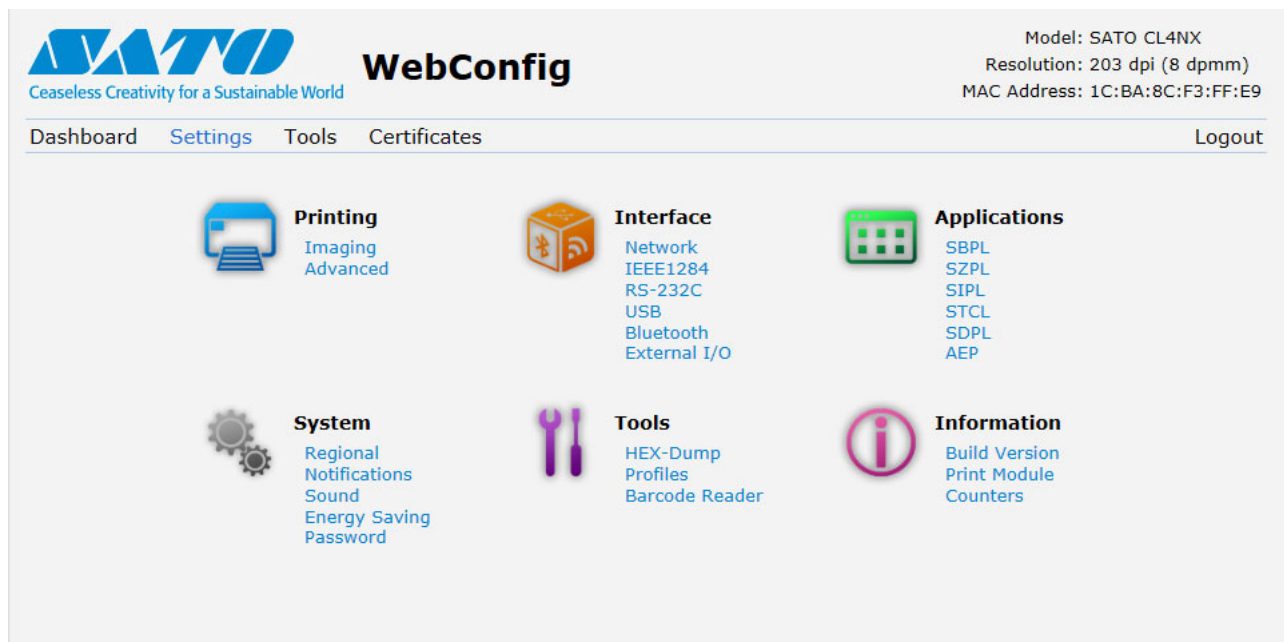 SATO
Ceaseless Creativity for a Sustainable World
WebConfig
Model: SATO CL4NX
Resolution: 203 dpi (8 dpmm)
MAC Address: 1C:BA:8C:F3:FF:E9
Dashboard Settings Tools Certificates Logout
Printing
Imaging
Advanced
Interface
Network
IEEE1284
RS-232C
USB
Bluetooth
External I/O
Applications
SBPL
SZPL
SIPL
STCL
SDPL
AEP
System
Regional
Notifications
Sound
Energy Saving
Password
Tools
HEX-Dump
Profiles
Barcode Reader
Information
Build Version
Print Module
Counters